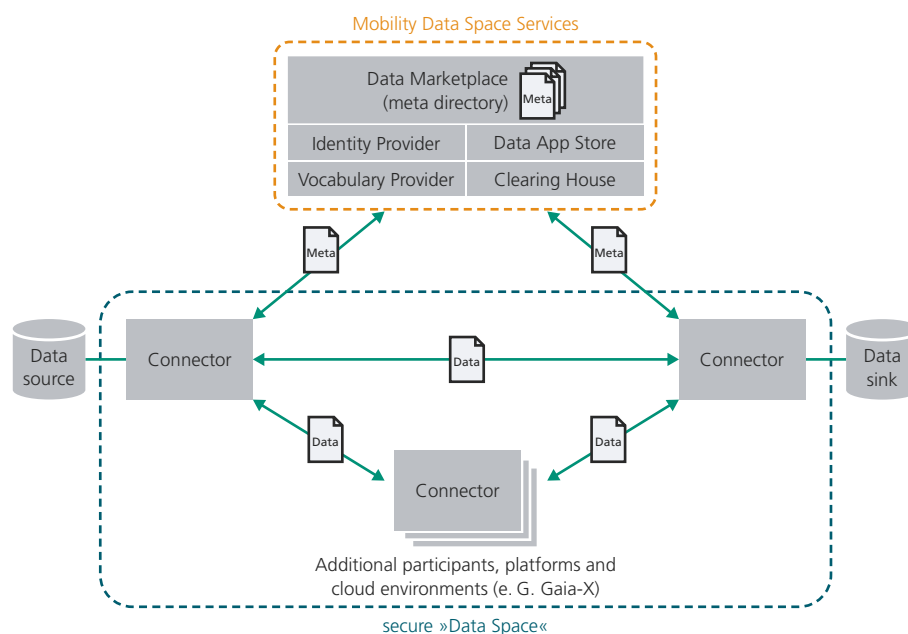 Mobility Data Space Services
Data Marketplace
(meta directory)
Meta
Identity Provider
Data App Store
Vocabulary Provider
Clearing House
Meta
Meta
Data
source
Connector
Data
Connector
Data
sink
Data
Data
Connector
Additional participants, platforms and
cloud environments (e. G. Gaia-X)
secure »Data Space«